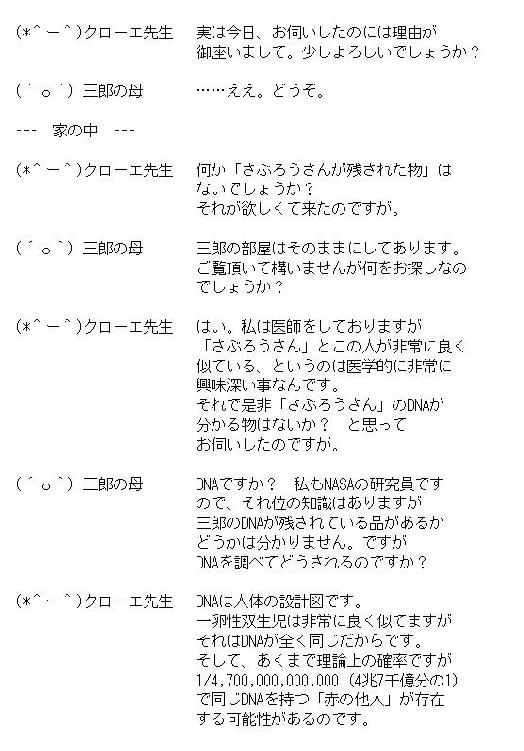 (*＾ー＾)クローエ先生　実は今日、お伺いしたのには理由が
御座いまして。少しよろしいでしょうか？
(´ o ｀) 三郎の母　……ええ。どうぞ。
---　家の中　---
(*＾ー＾)クローエ先生　何か「さぶろうさんが残された物」は
ないでしょうか？
それが欲しくて来たのですが。
(´ o ｀) 三郎の母　三郎の部屋はそのままにしてあります。
ご覧頂いて構いませんが何をお探しなの
でしょうか？
(*＾ー＾)クローエ先生　はい。私は医師をしておりますが
「さぶろうさん」とこの人が非常に良く
似ている、というのは医学的に非常に
興味深い事なんです。
それで是非「さぶろうさん」のDNAが
分かる物はないか？　と思って
お伺いしたのですが。
(´ o ｀) 三郎の母　DNAですか？　私もNASAの研究員です
ので、それ位の知識はありますが
三郎のDNAが残されている品があるか
どうかは分かりません。ですが
DNAを調べてどうされるのですか？
(*＾ー＾)クローエ先生　DNAは人体の設計図です。
一卵性双生児は非常に良く似てますが
それはDNAが全く同じだからです。
そして、あくまで理論上の確率ですが
1/4,700,000,000,000 (4兆7千億分の1)
で同じDNAを持つ「赤の他人」が存在
する可能性があるのです。